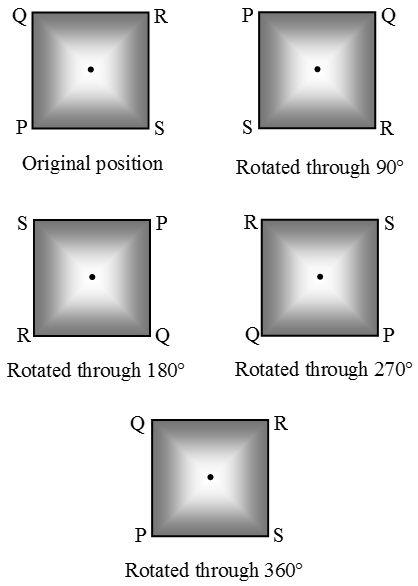 Q R P Q
P S S R
Original position Rotated through 90°
S P R S
R Q Q P
Rotated through 180° Rotated through 270°
Q R
P S
Rotated through 360°